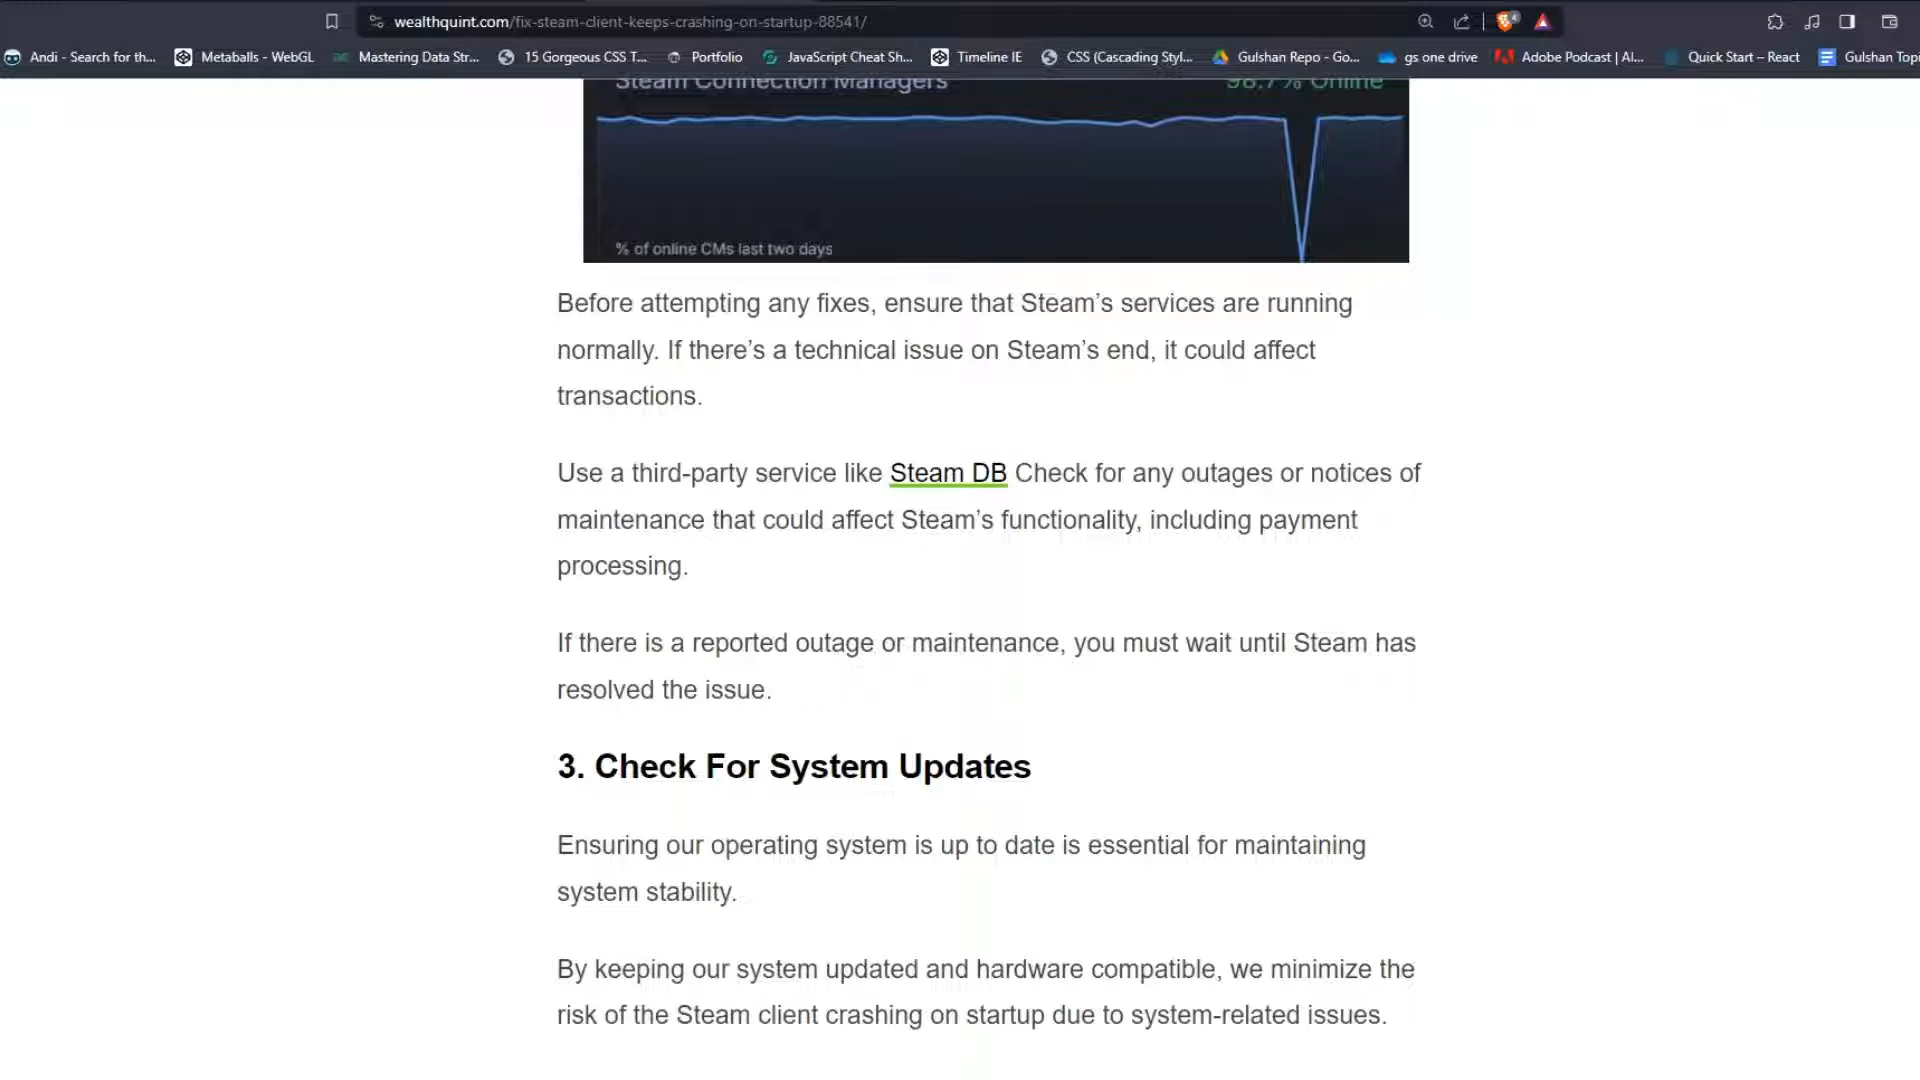 wealthquint.com/fix-steam-client-keeps-crashing-on-startup-88541/
Andi - Search for th...
Metaballs - WebGL
Mastering Data Str...
15 Gorgeous CSS T...
Portfolio
JavaScript Cheat Sh...
Timeline IE
CSS (Cascading Styl...
Gulshan Repo - Go...
gs one drive
Adobe Podcast | AI...
Quick Start – React
Gulshan Topi
Steam Connection Managers
98.7% Online
% of online CMs last two days
Before attempting any fixes, ensure that Steam’s services are running
normally. If there’s a technical issue on Steam’s end, it could affect
transactions.
Use a third-party service like Steam DB Check for any outages or notices of
maintenance that could affect Steam’s functionality, including payment
processing.
If there is a reported outage or maintenance, you must wait until Steam has
resolved the issue.
3. Check For System Updates
Ensuring our operating system is up to date is essential for maintaining
system stability.
By keeping our system updated and hardware compatible, we minimize the
risk of the Steam client crashing on startup due to system-related issues.